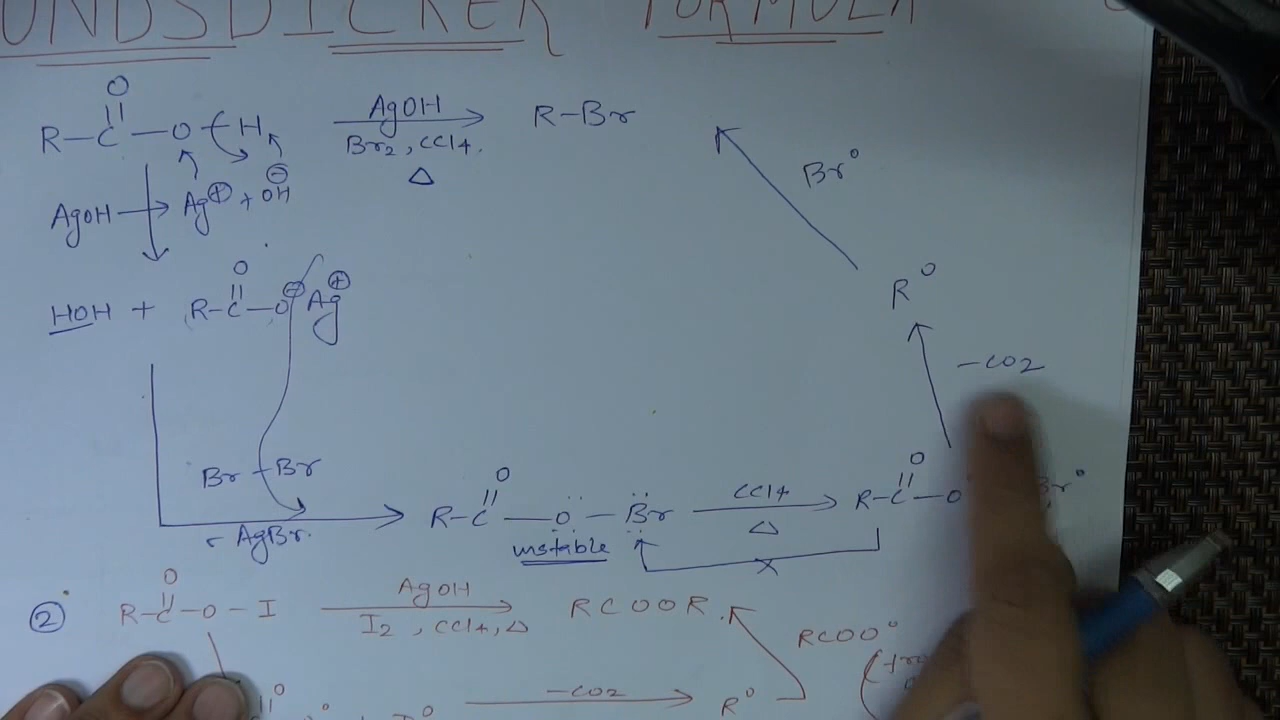 UNDSDICKER FORMULA
O
R-C-O-H AgOH R-Br
Br2, CCl4,
Δ
Br°
AgOH → Ag⊕ + OH⊖
R°
O
HOH + R-C-O⊖ Ag⊕
-CO2
Br-Br
AgBr.
O
R-C-O-Br
unstable
CCl4
Δ
O
R-C-O
Br°
x
② O
R-C-O-I AgOH RCOOR.
I2, CCl4, Δ
RCOO°
O
-CO2 R°